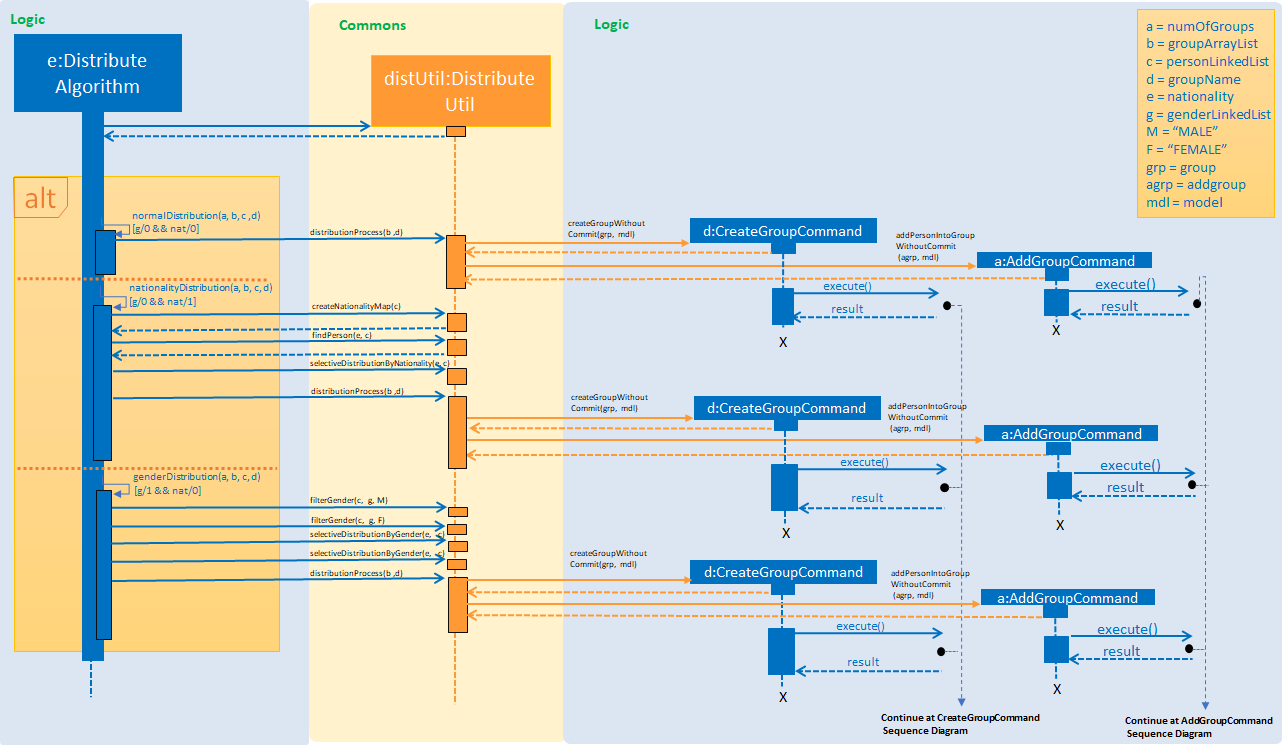 Logic
Commons
Logic
e:Distribute
Algorithm
distUtil:Distribute
Util
a = numOfGroups
b = groupArrayList
c = personLinkedList
d = groupName
e = nationality
g = genderLinkedList
M = “MALE”
F = “FEMALE”
grp = group
agrp = addgroup
mdl = model
alt
normalDistribution(a, b, c ,d)
[g/0 && nat/0]
distributionProcess(b ,d)
createGroupWithout
Commit(grp, mdl)
d:CreateGroupCommand
addPersonIntoGroup
WithoutCommit
(agrp, mdl)
a:AddGroupCommand
execute()
result
X
execute()
result
X
nationalityDistribution(a, b, c, d)
[g/0 && nat/1]
createNationalityMap(c)
findPerson(e, c)
selectiveDistributionByNationality(e, c)
distributionProcess(b ,d)
createGroupWithout
Commit(grp, mdl)
d:CreateGroupCommand
addPersonIntoGroup
WithoutCommit
(agrp, mdl)
a:AddGroupCommand
execute()
result
X
execute()
result
X
genderDistribution(a, b, c, d)
[g/1 && nat/0]
filterGender(c, g, M)
filterGender(c, g, F)
selectiveDistributionByGender(e, c)
selectiveDistributionByGender(e, c)
distributionProcess(b ,d)
createGroupWithout
Commit(grp, mdl)
d:CreateGroupCommand
addPersonIntoGroup
WithoutCommit
(agrp, mdl)
a:AddGroupCommand
execute()
result
X
execute()
result
X
Continue at CreateGroupCommand
Sequence Diagram
Continue at AddGroupCommand
Sequence Diagram